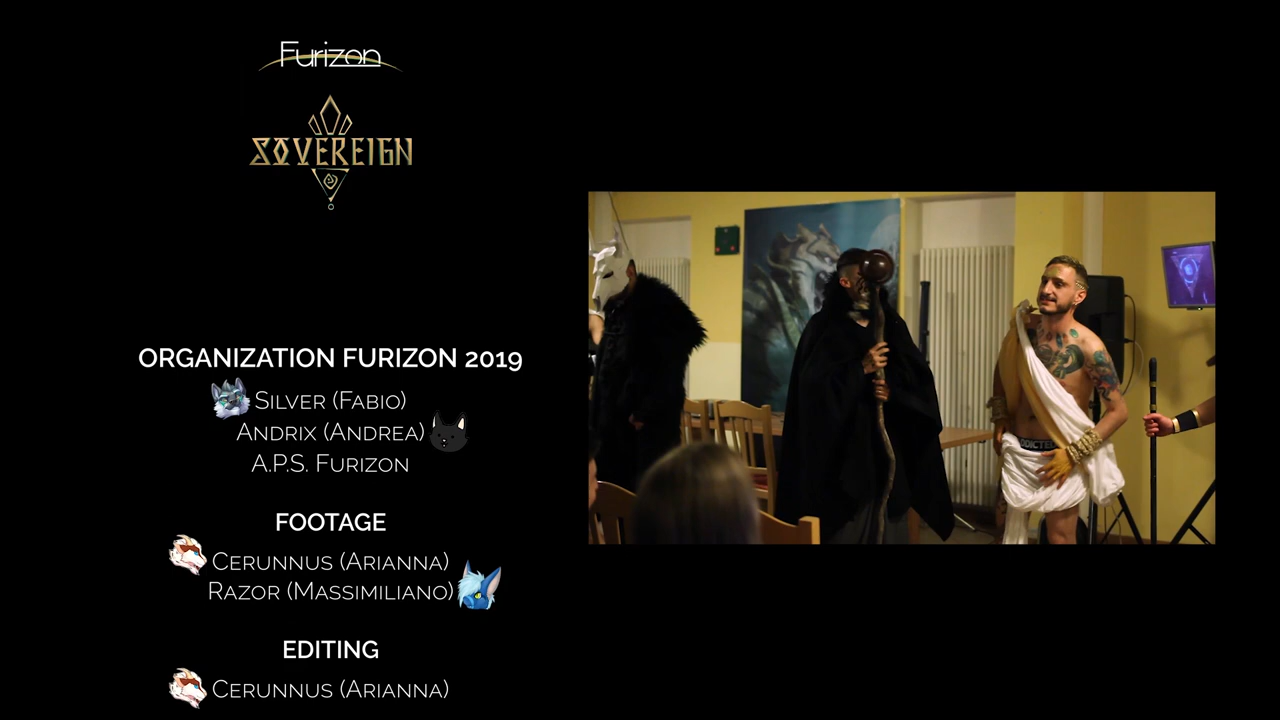 Furizon
SOVEREIGN
ORGANIZATION FURIZON 2019
SILVER (FABIO)
ANDRIX (ANDREA)
A.P.S. FURIZON
FOOTAGE
CERUNNUS (ARIANNA)
RAZOR (MASSIMILIANO)
EDITING
CERUNNUS (ARIANNA)